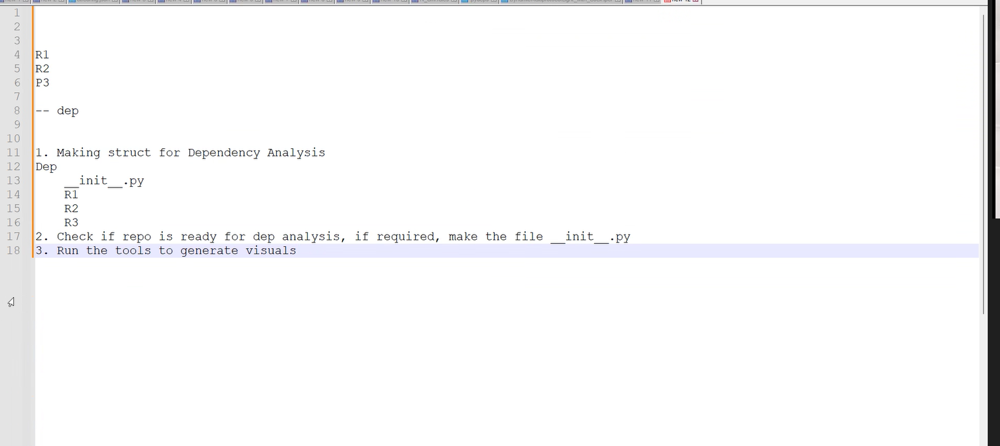 1
2
3
4 R1
5 R2
6 P3
7
8 -- dep
9
10
11 1. Making struct for Dependency Analysis
12 Dep
13 __init__.py
14 R1
15 R2
16 R3
17 2. Check if repo is ready for dep analysis, if required, make the file __init__.py
18 3. Run the tools to generate visuals